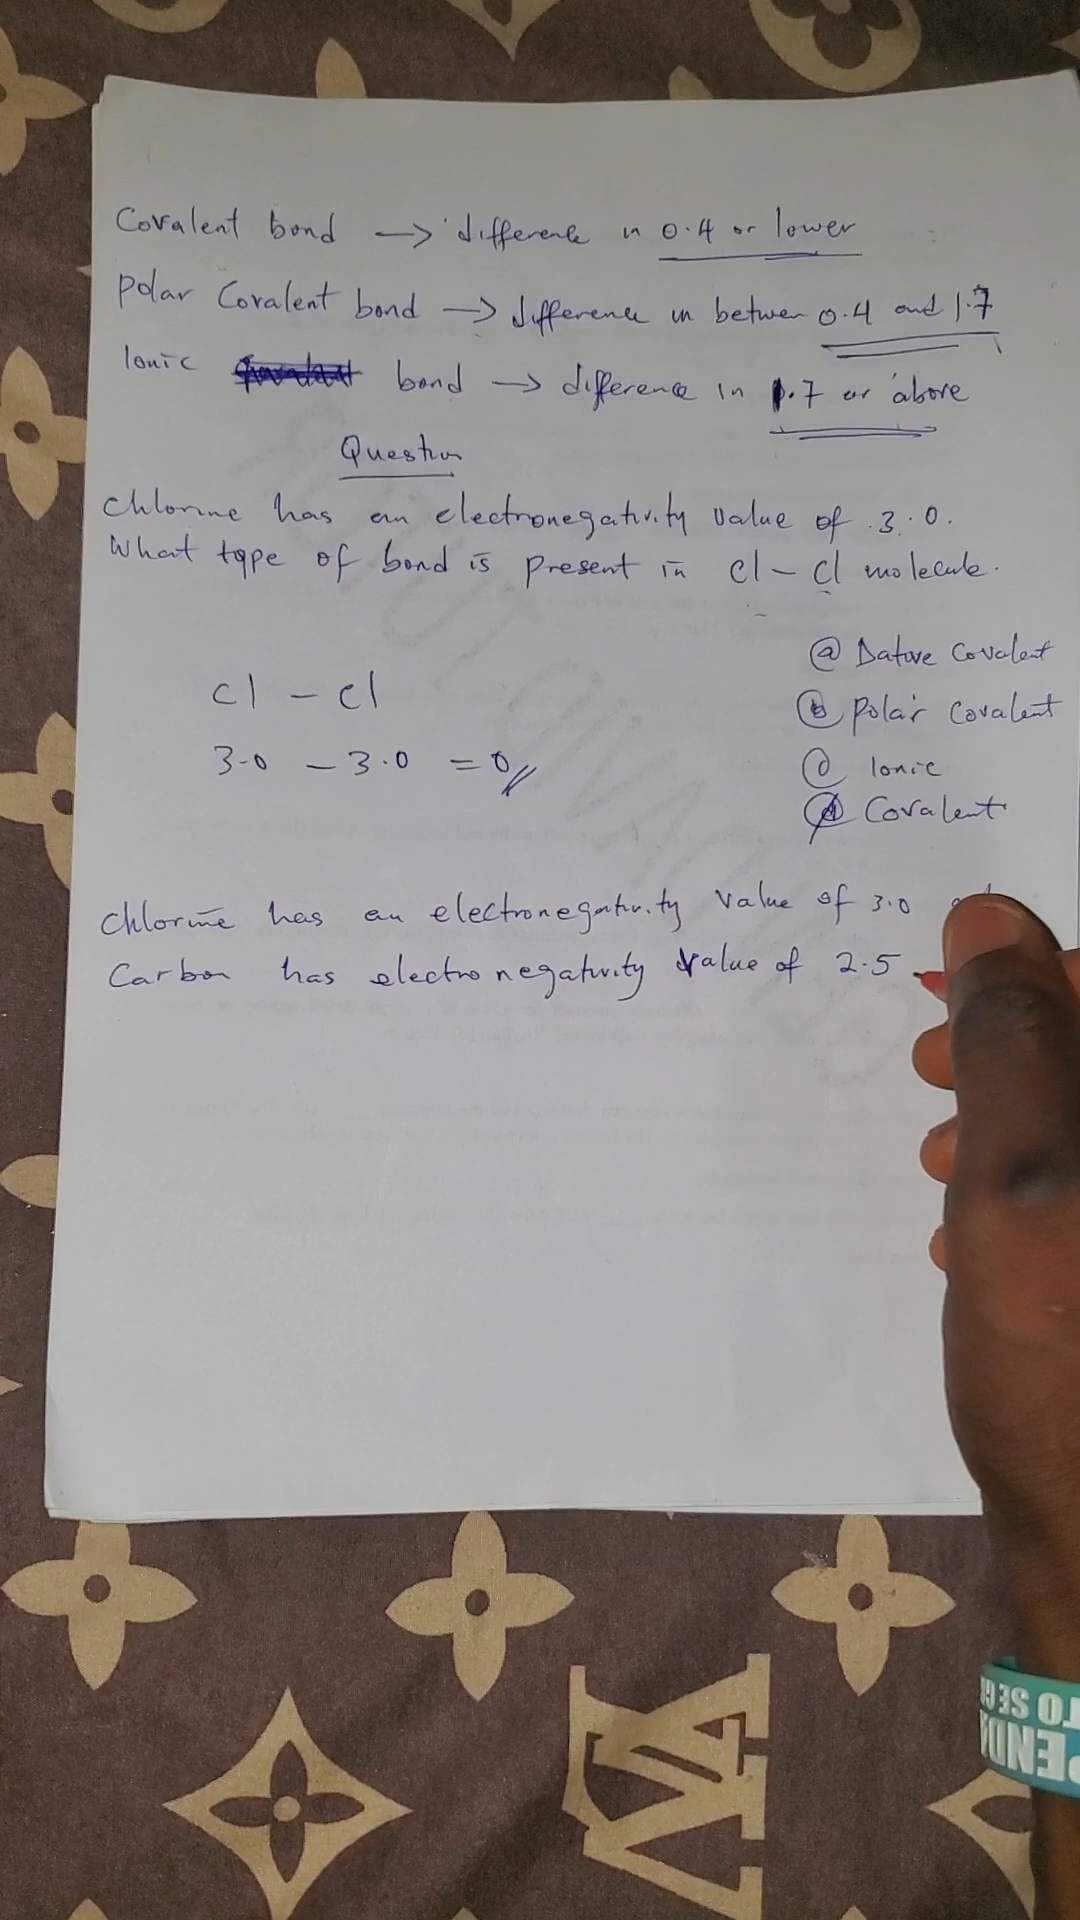 Covalent bond → difference in 0.4 or lower
Polar Covalent bond → difference in between 0.4 and 1.7
Ionic bond → difference in 1.7 or above
Question
Chlorine has an electronegativity value of 3.0.
What type of bond is present in Cl - Cl molecule.
@ Dative Covalent
ⓑ Polar Covalent
Cl - Cl
3.0 - 3.0 = 0//
ⓒ Ionic
ⓓ Covalent
Chlorine has an electronegativity value of 3.0
Carbon has electronegativity value of 2.5
TO SE
PEND